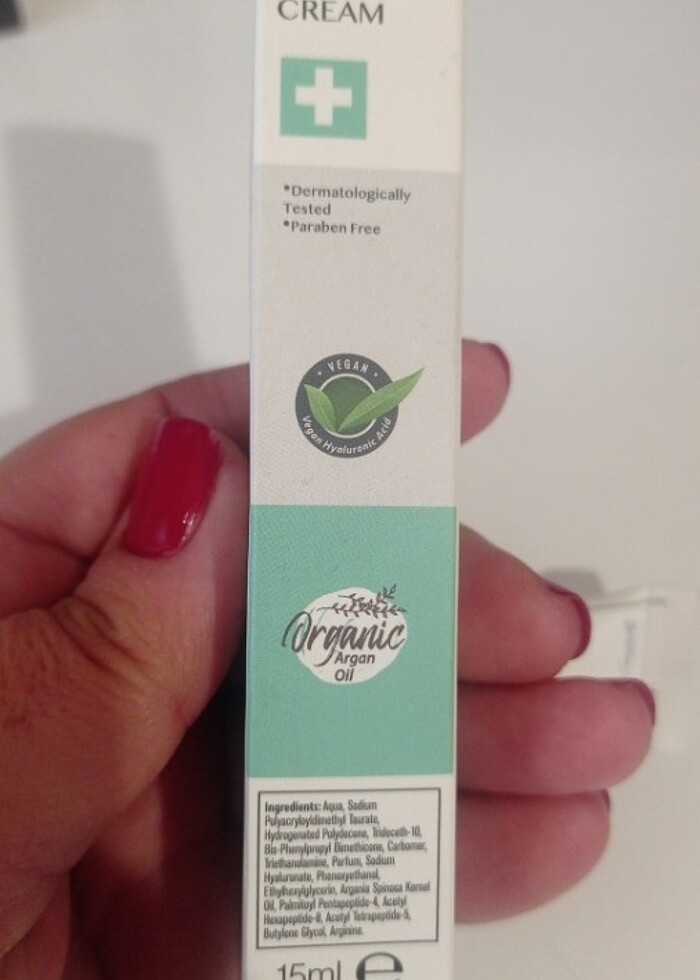 CREAM
*Dermatologically
Tested
*Paraben Free
• VEGAN •
Vegan Hyaluronic Acid
Organic
Argan
Oil
Ingredients: Aqua, Sodium
Polyacryloyldimethyl Taurate,
Hydrogenated Polydecene, Trideceth-10,
Bis-Phenylpropyl Dimethicone, Carbomer,
Triethanolamine, Parfum, Sodium
Hyaluronate, Phenoxyethanol,
Ethylhexylglycerin, Argania Spinosa Kernel
Oil, Palmitoyl Pentapeptide-4, Acetyl
Hexapeptide-8, Acetyl Tetrapeptide-5,
Butylene Glycol, Arginine.
15ml e